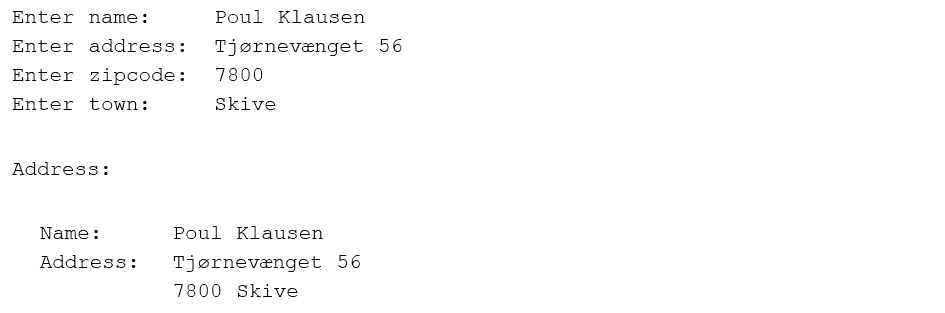 Enter name:     Poul Klausen
Enter address:  Tjørnevænget 56
Enter zipcode:  7800
Enter town:     Skive
Address:
Name:      Poul Klausen
Address:   Tjørnevænget 56
7800 Skive